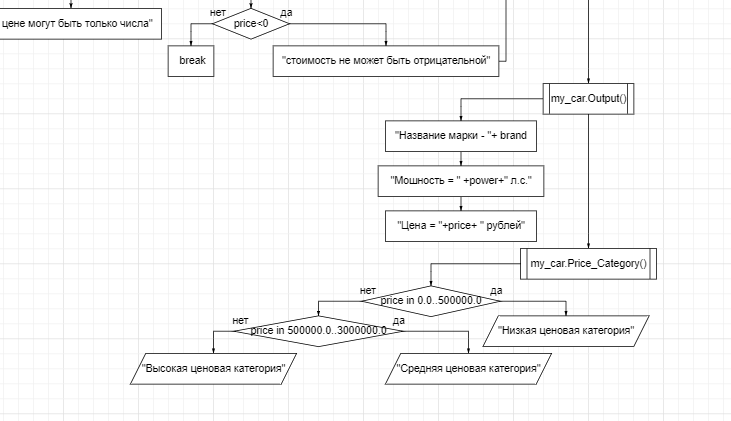 нет
да
цене могут быть только числа"
price<0
break
"стоимость не может быть отрицательной"
my_car.Output()
"Название марки - "+ brand
"Мошность = " +power+" л.с."
"Цена = "+price+ " рублей"
my_car.Price_Category()
нет
да
price in 0.0..500000.0
нет
да
price in 500000.0..3000000.0
"Низкая ценовая категория"
"Высокая ценовая категория"
"Средняя ценовая категория"